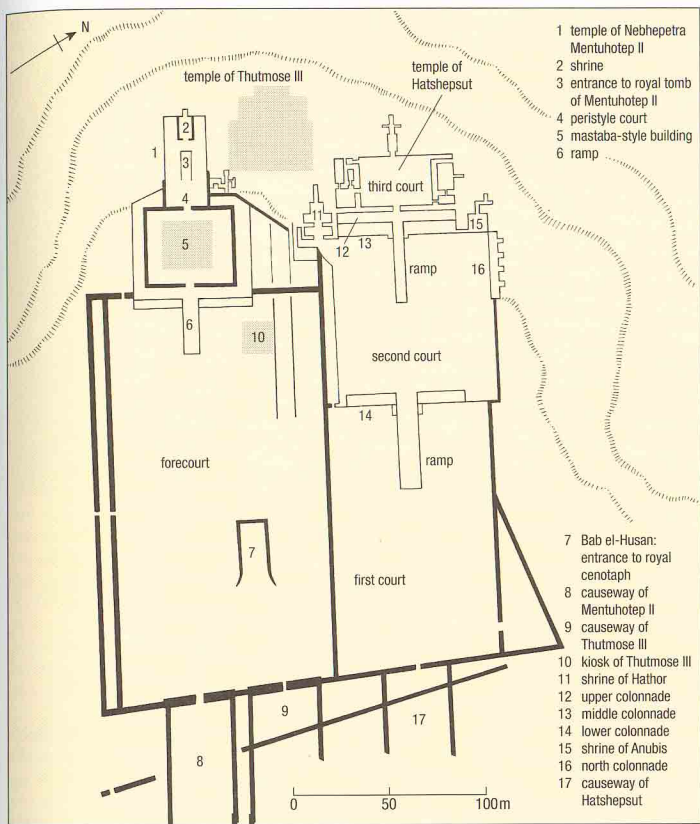 N
temple of Thutmose III
temple of
Hatshepsut
1 temple of Nebhepetra
Mentuhotep II
2 shrine
3 entrance to royal tomb
of Mentuhotep II
4 peristyle court
5 mastaba-style building
6 ramp
2
1
3
4
5
6
10
11
12
13
third court
15
16
ramp
second court
14
ramp
forecourt
7
first court
9
8
17
7 Bab el-Husan:
entrance to royal
cenotaph
8 causeway of
Mentuhotep II
9 causeway of
Thutmose III
10 kiosk of Thutmose III
11 shrine of Hathor
12 upper colonnade
13 middle colonnade
14 lower colonnade
15 shrine of Anubis
16 north colonnade
17 causeway of
Hatshepsut
0 50 100m